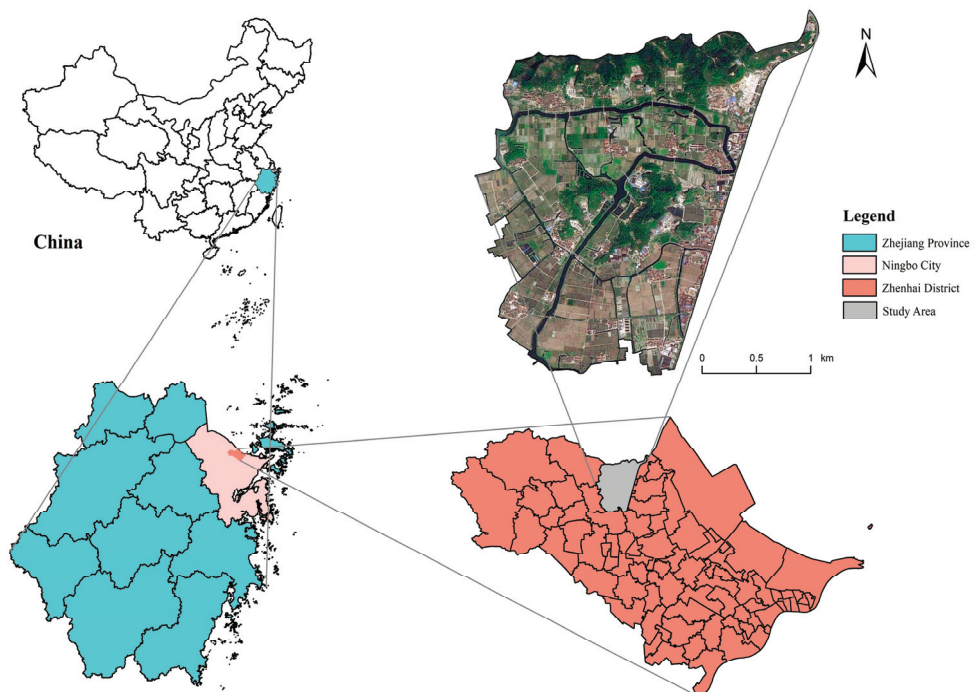 N
China
Legend
Zhejiang Province
Ningbo City
Zhenhai District
Study Area
0 0.5 1 km